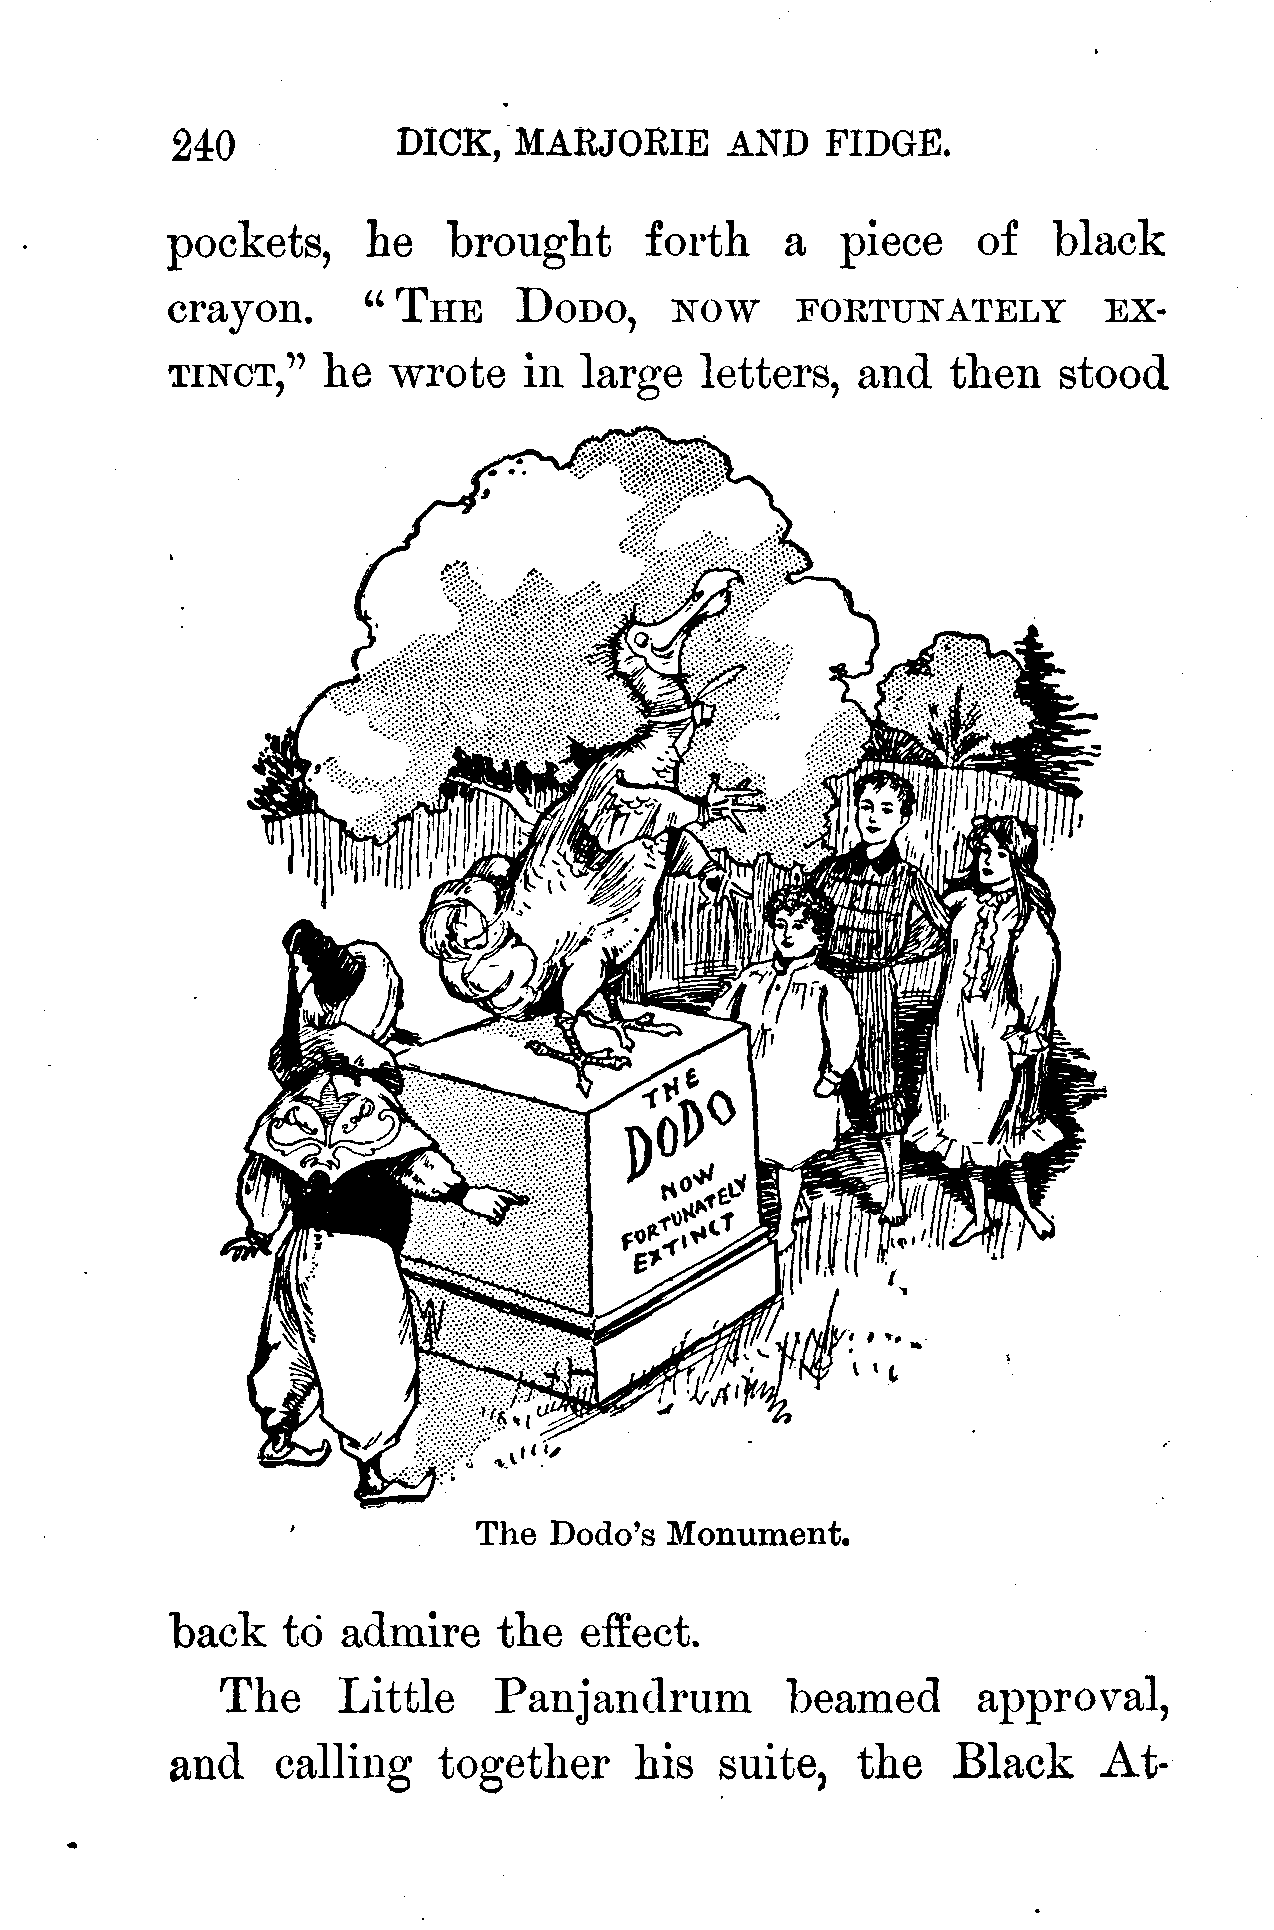 240 DICK, MARJORIE AND FIDGE.
pockets, he brought forth a piece of black
crayon. "THE DODO, NOW FORTUNATELY EX-
TINCT," he wrote in large letters, and then stood
THE
DODO
NOW
FORTUNATELY
EXTINCT
The Dodo's Monument.
back to admire the effect.
The Little Panjandrum beamed approval,
and calling together his suite, the Black At-